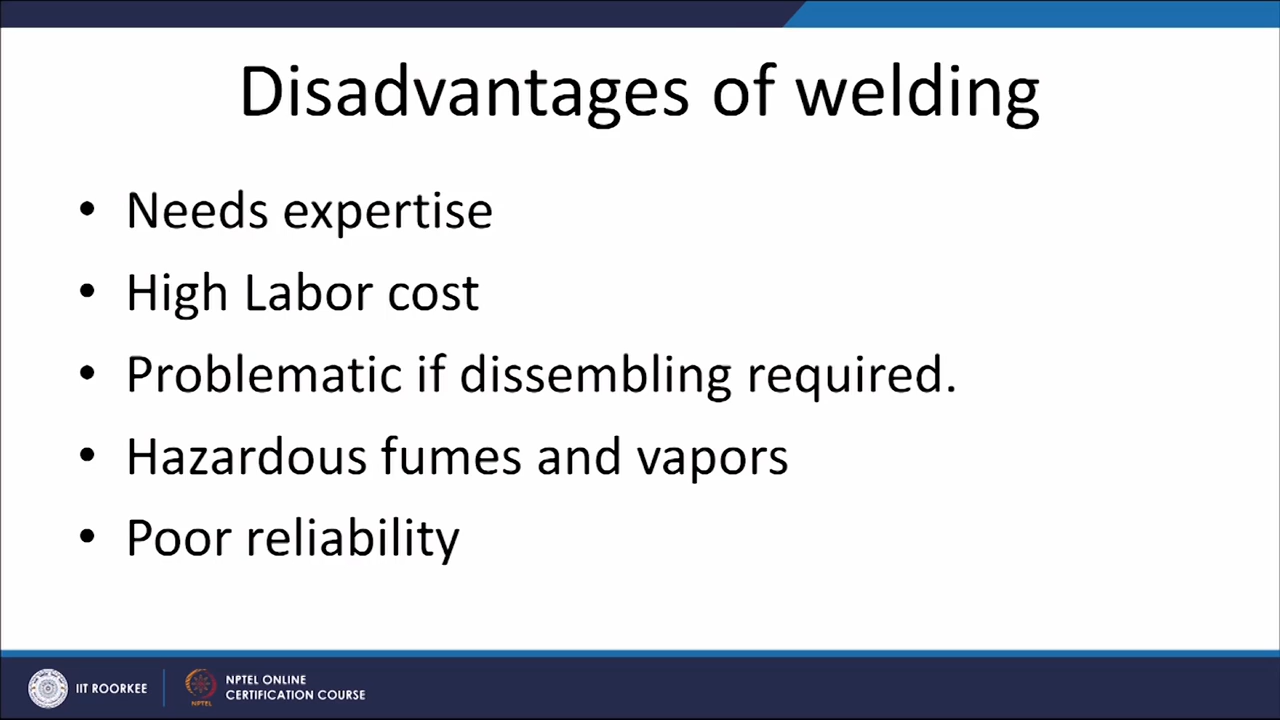 Disadvantages of welding
• Needs expertise
• High Labor cost
• Problematic if dissembling required.
• Hazardous fumes and vapors
• Poor reliability
IIT ROORKEE
NPTEL
NPTEL ONLINE
CERTIFICATION COURSE